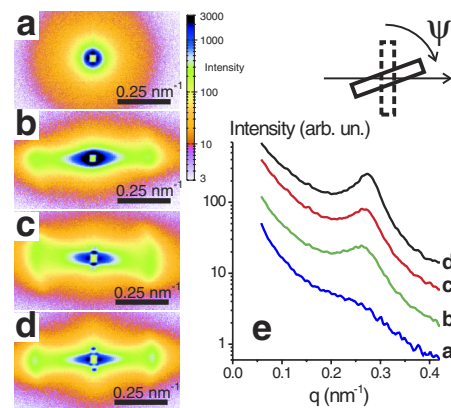 a
3000
1000
Intensity
100
10
3
0.25 nm⁻¹
b
0.25 nm⁻¹
c
0.25 nm⁻¹
d
0.25 nm⁻¹
ψ
Intensity (arb. un.)
100
10
1
d
c
b
a
e
0.0 0.1 0.2 0.3 0.4
q (nm⁻¹)